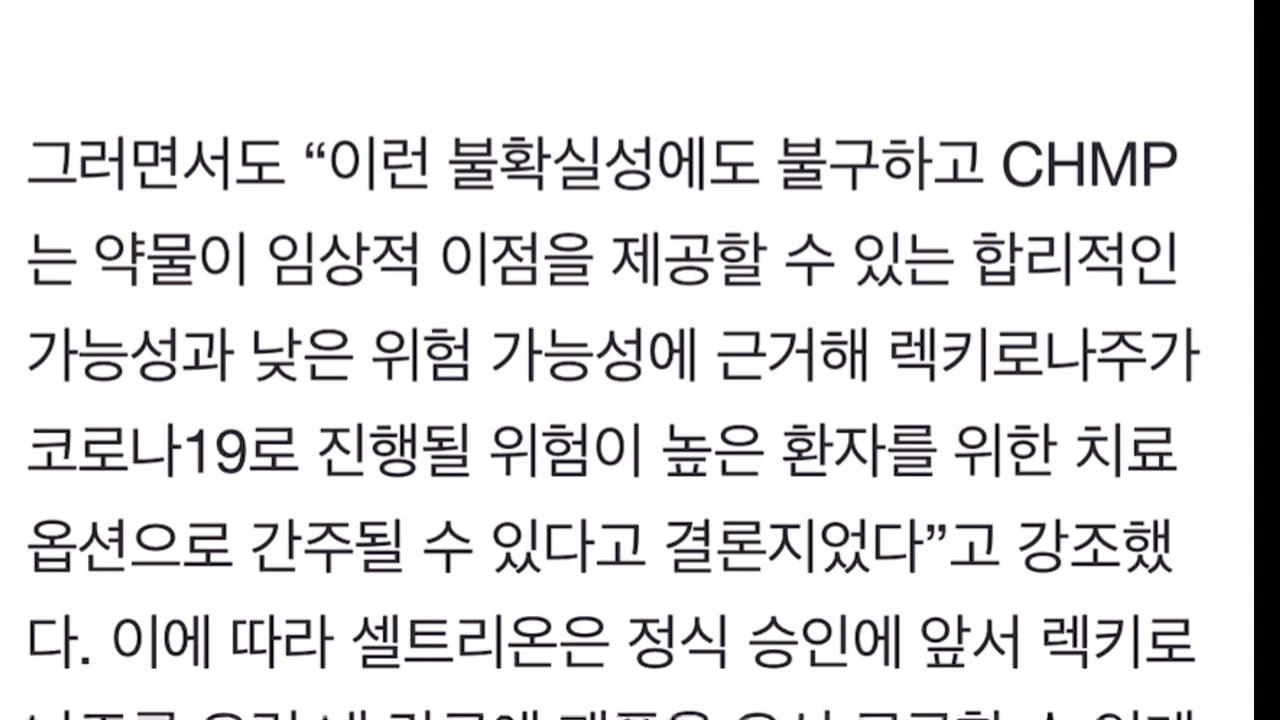 그러면서도 “이런 불확실성에도 불구하고 CHMP
는 약물이 임상적 이점을 제공할 수 있는 합리적인
가능성과 낮은 위험 가능성에 근거해 렉키로나주가
코로나19로 진행될 위험이 높은 환자를 위한 치료
옵션으로 간주될 수 있다고 결론지었다”고 강조했
다. 이에 따라 셀트리온은 정식 승인에 앞서 렉키로